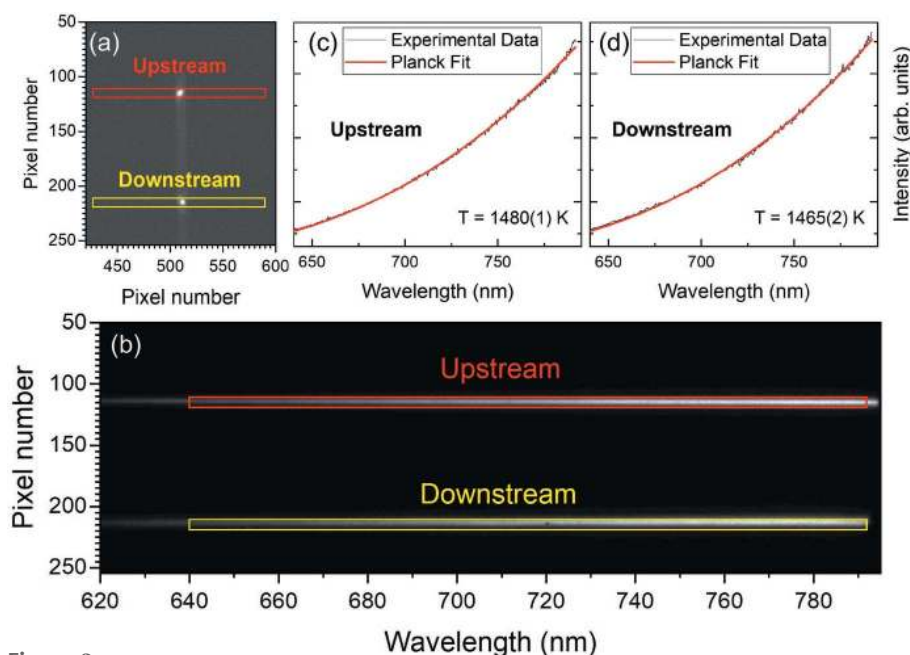 (a)
Upstream
Downstream
50
100
150
200
250
450
500
550
600
Pixel number
Pixel number
(c)
Experimental Data
Planck Fit
Upstream
T = 1480(1) K
650
700
750
Wavelength (nm)
(d)
Experimental Data
Planck Fit
Downstream
T = 1465(2) K
650
700
750
Wavelength (nm)
Intensity (arb. units)
(b)
Upstream
Downstream
50
100
150
200
250
Pixel number
620
640
660
680
700
720
740
760
780
Wavelength (nm)